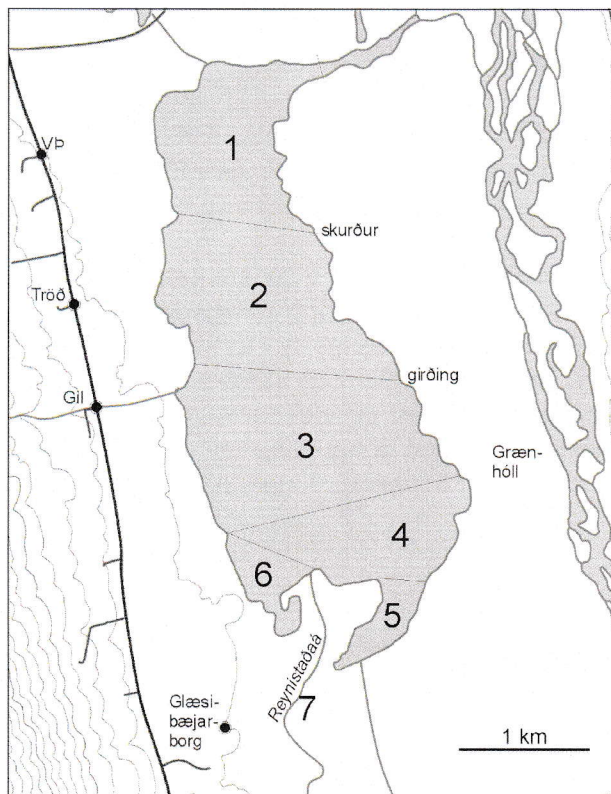 1
VÞ
skurður
2
Tröð
girðing
Gil
3
Græn-
hóll
4
6
5
Reynistaðaá
7
Glæsi-
bæjar-
borg
1 km